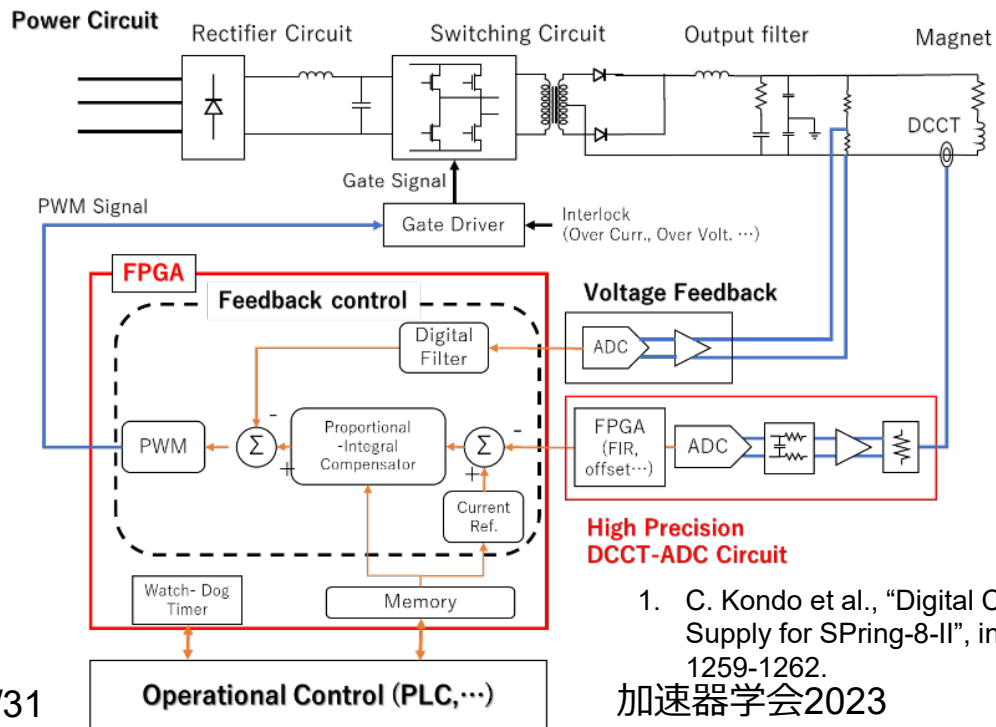 Power Circuit
Rectifier Circuit
Switching Circuit
Output filter
Magnet
DCCT
Gate Signal
PWM Signal
Gate Driver
Interlock
(Over Curr., Over Volt. ⋯)
FPGA
Feedback control
Voltage Feedback
Digital
Filter
ADC
PWM
Σ
-
+
Proportional
-Integral
Compensator
Σ
-
+
FPGA
(FIR,
offset⋯)
ADC
Current
Ref.
High Precision
DCCT-ADC Circuit
Watch- Dog
Timer
Memory
1. C. Kondo et al., “Digital C
Supply for SPring-8-II”, in
1259-1262.
/31
Operational Control (PLC,⋯)
加速器学会2023